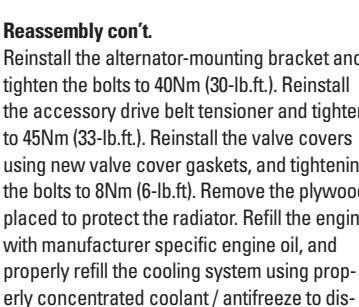 Reassembly con't.
Reinstall the alternator-mounting bracket and
tighten the bolts to 40Nm (30-lb.ft.). Reinstall
the accessory drive belt tensioner and tighten
to 45Nm (33-lb.ft.). Reinstall the valve covers
using new valve cover gaskets, and tightenin
the bolts to 8Nm (6-lb.ft). Remove the plywood
placed to protect the radiator. Refill the engin
with manufacturer specific engine oil, and
properly refill the cooling system using prop-
erly concentrated coolant / antifreeze to dis-